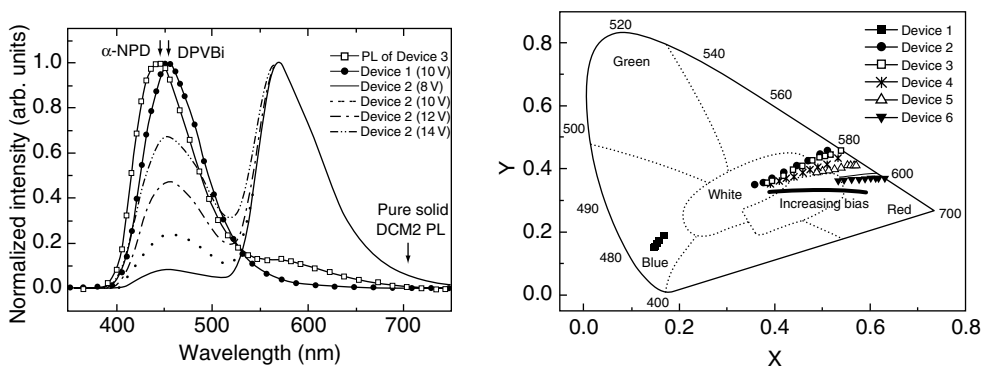 α-NPD
DPVBi
PL of Device 3
Device 1 (10 V)
Device 2 (8 V)
Device 2 (10 V)
Device 2 (12 V)
Device 2 (14 V)
Pure solid
DCM2 PL
Normalized intensity (arb. units)
1.0
0.8
0.6
0.4
0.2
0.0
400
500
600
700
Wavelength (nm)
Device 1
Device 2
Device 3
Device 4
Device 5
Device 6
520
540
560
580
600
700
500
490
480
400
Green
White
Increasing bias
Red
Blue
Y
0.8
0.6
0.4
0.2
0.0
0.0
0.2
0.4
0.6
0.8
X